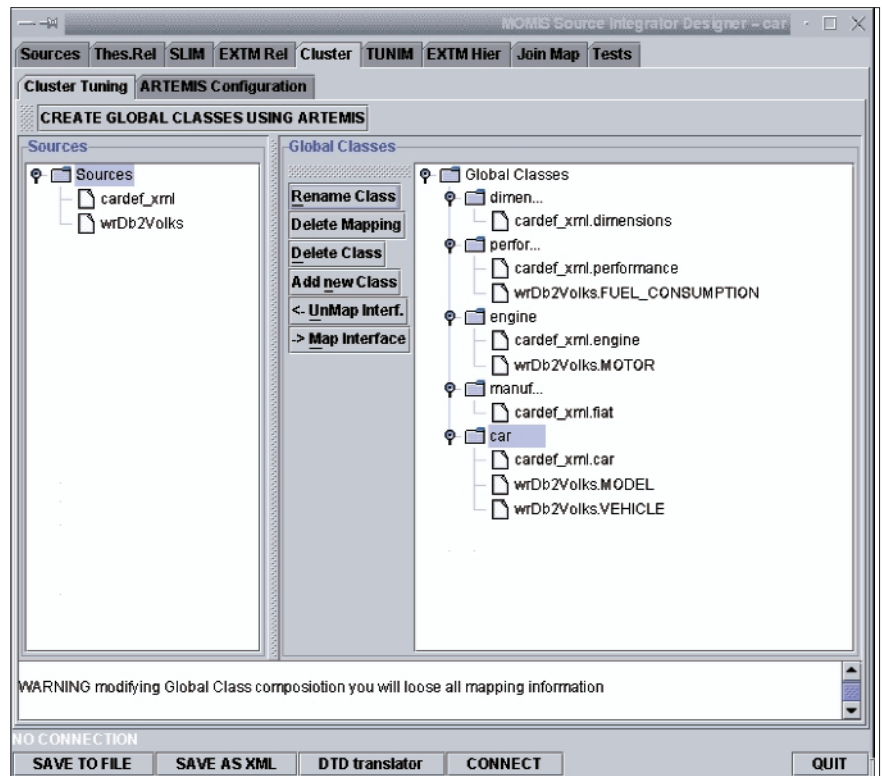 MOMIS Source Integrator Designer – car
Sources Thes.Rel SLIM EXTM Rel Cluster TUNIM EXTM Hier Join Map Tests
Cluster Tuning ARTEMIS Configuration
CREATE GLOBAL CLASSES USING ARTEMIS
Sources
Sources
cardef_xml
wrDb2Volks
Global Classes
Rename Class
Delete Mapping
Delete Class
Add new Class
<- UnMap Interf.
-> Map Interface
Global Classes
dimen...
cardef_xml.dimensions
perfor...
cardef_xml.performance
wrDb2Volks.FUEL_CONSUMPTION
engine
cardef_xml.engine
wrDb2Volks.MOTOR
manuf...
cardef_xml.fiat
car
cardef_xml.car
wrDb2Volks.MODEL
wrDb2Volks.VEHICLE
WARNING modifying Global Class composiotion you will loose all mapping information
NO CONNECTION
SAVE TO FILE SAVE AS XML DTD translator CONNECT QUIT